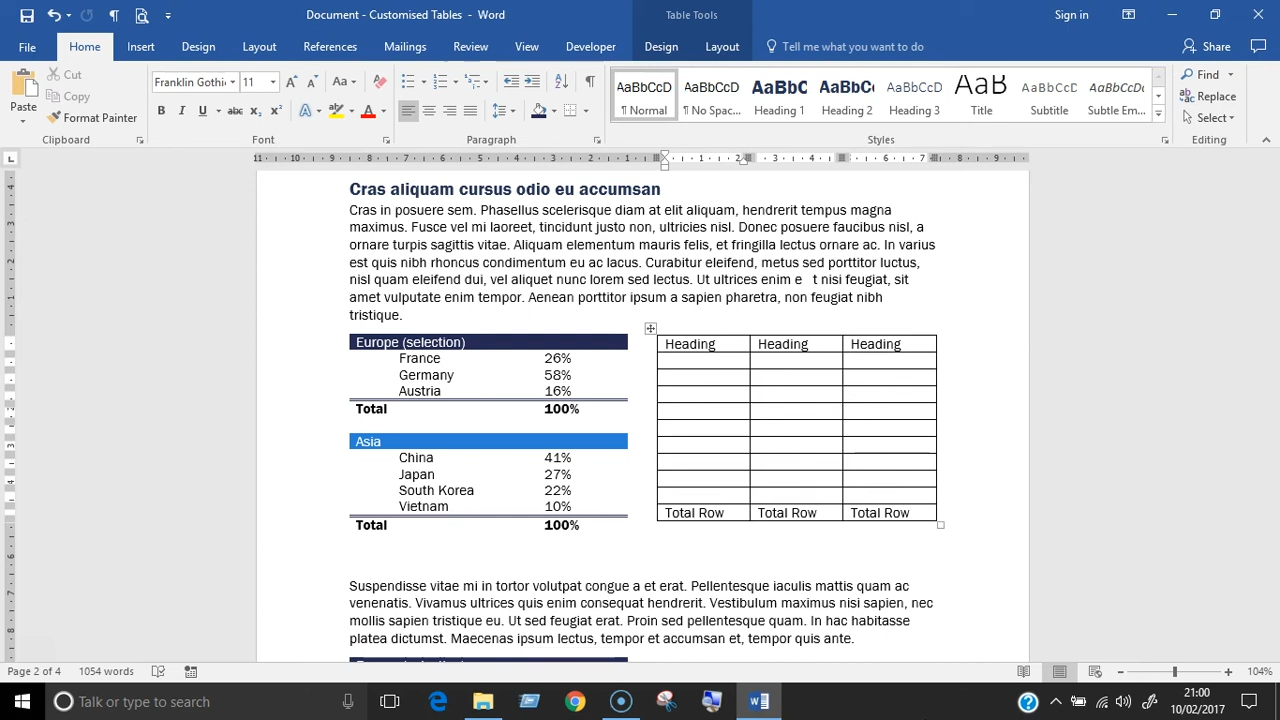 Document - Customised Tables - Word
Table Tools
Sign in
File
Home
Insert
Design
Layout
References
Mailings
Review
View
Developer
Design
Layout
Tell me what you want to do
Share
Paste
Cut
Copy
Format Painter
Clipboard
Franklin Gothi
11
Font
Paragraph
AaBbCcD
¶ Normal
AaBbCcD
¶ No Spac...
AaBbC
Heading 1
AaBbCc
Heading 2
AaBbCcD
Heading 3
AaB
Title
AaBbCcD
Subtitle
AaBbCcD
Subtle Em...
Styles
Find
Replace
Select
Editing
Cras aliquam cursus odio eu accumsan
Cras in posuere sem. Phasellus scelerisque diam at elit aliquam, hendrerit tempus magna
maximus. Fusce vel mi laoreet, tincidunt justo non, ultricies nisl. Donec posuere faucibus nisl, a
ornare turpis sagittis vitae. Aliquam elementum mauris felis, et fringilla lectus ornare ac. In varius
est quis nibh rhoncus condimentum eu ac lacus. Curabitur eleifend, metus sed porttitor luctus,
nisl quam eleifend dui, vel aliquet nunc lorem sed lectus. Ut ultrices enim e t nisi feugiat, sit
amet vulputate enim tempor. Aenean porttitor ipsum a sapien pharetra, non feugiat nibh
tristique.
Europe (selection)
France 26%
Germany 58%
Austria 16%
Total 100%
Asia
China 41%
Japan 27%
South Korea 22%
Vietnam 10%
Total 100%
Heading Heading Heading
Total Row Total Row Total Row
Suspendisse vitae mi in tortor volutpat congue a et erat. Pellentesque iaculis mattis quam ac
venenatis. Vivamus ultrices quis enim consequat hendrerit. Vestibulum maximus nisi sapien, nec
mollis sapien tristique eu. Ut sed feugiat erat. Proin sed pellentesque quam. In hac habitasse
platea dictumst. Maecenas ipsum lectus, tempor et accumsan et, tempor quis ante.
Page 2 of 4
1054 words
104%
Talk or type to search
21:00
10/02/2017